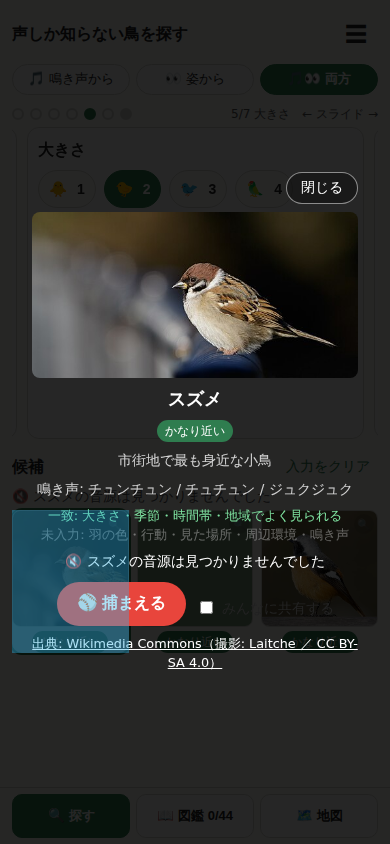 声しか知らない鳥を探す
☰
🎵 鳴き声から
👀 姿から
👀 両方
5/7 大きさ ← スライド →
大きさ
🐥 1
🐤 2
🐦 3
🦜 4
閉じる
スズメ
かなり近い
市街地で最も身近な小鳥
候補
入力をクリア
鳴き声: チュンチュン / チュチュン / ジュクジュク
一致: 大きさ・季節・時間帯・地域でよく見られる
未入力: 羽の色・行動・見た場所・周辺環境・鳴き声
🔇 スズメの音源は見つかりませんでした
⚾ 捕まえる
みんなに共有する
出典: Wikimedia Commons（撮影: Laitche ／ CC BY-
SA 4.0）
🔍 探す
📖 図鑑 0/44
🗺️ 地図